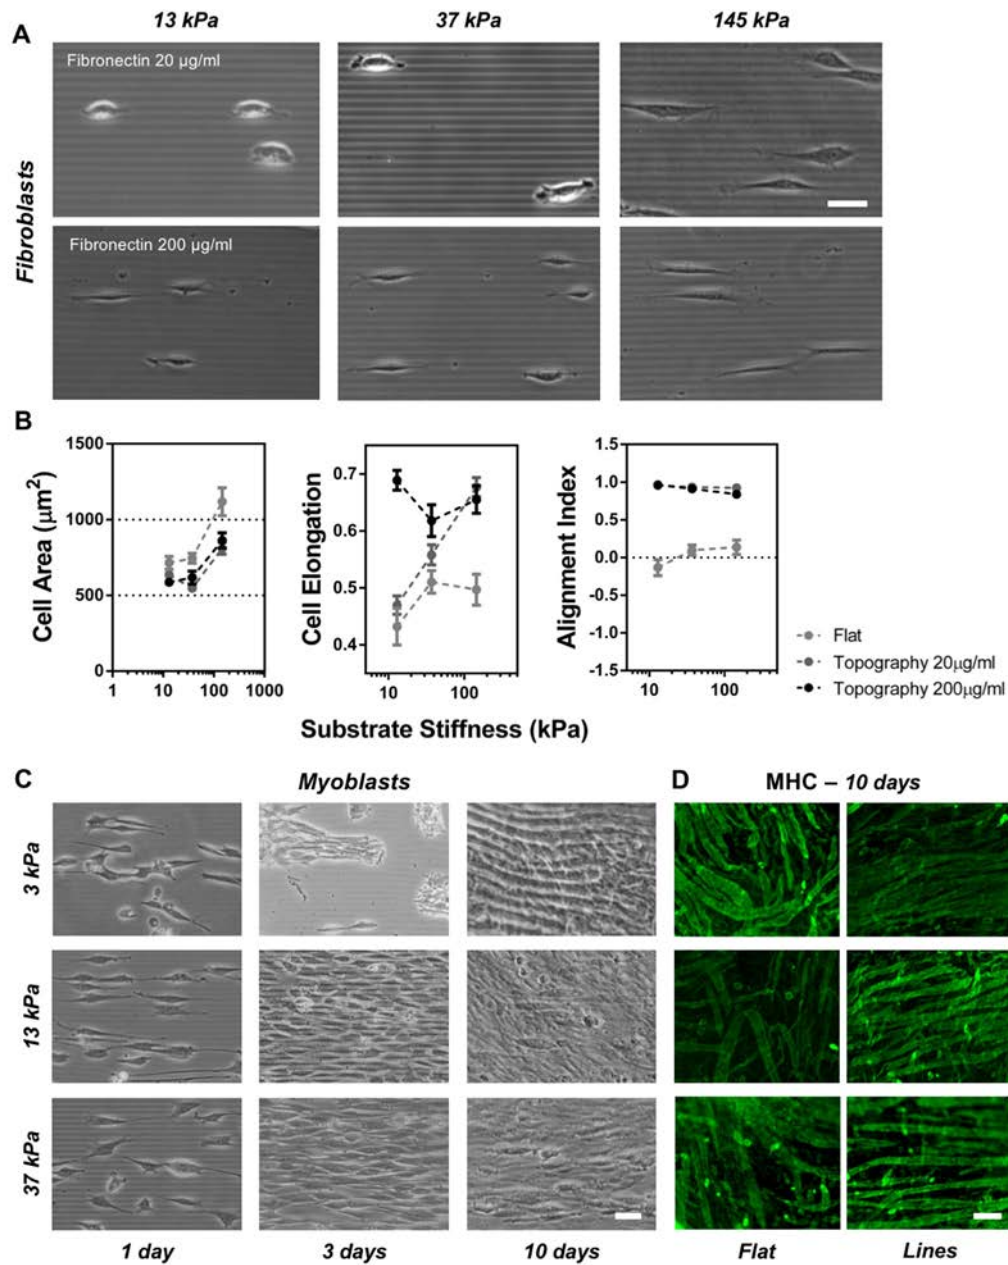 13 kPa
37 kPa
145 kPa
A
Fibronectin 20 µg/ml
Fibroblasts
Fibronectin 200 µg/ml
B
1500
1000
500
0
1
10
100
1000
Cell Area (µm²)
0.7
0.6
0.5
0.4
10
100
Cell Elongation
1.5
1.0
0.5
0.0
-0.5
-1.0
-1.5
10
100
Alignment Index
Flat
Topography 20µg/ml
Topography 200µg/ml
Substrate Stiffness (kPa)
C
Myoblasts
D
MHC – 10 days
3 kPa
13 kPa
37 kPa
1 day
3 days
10 days
Flat
Lines